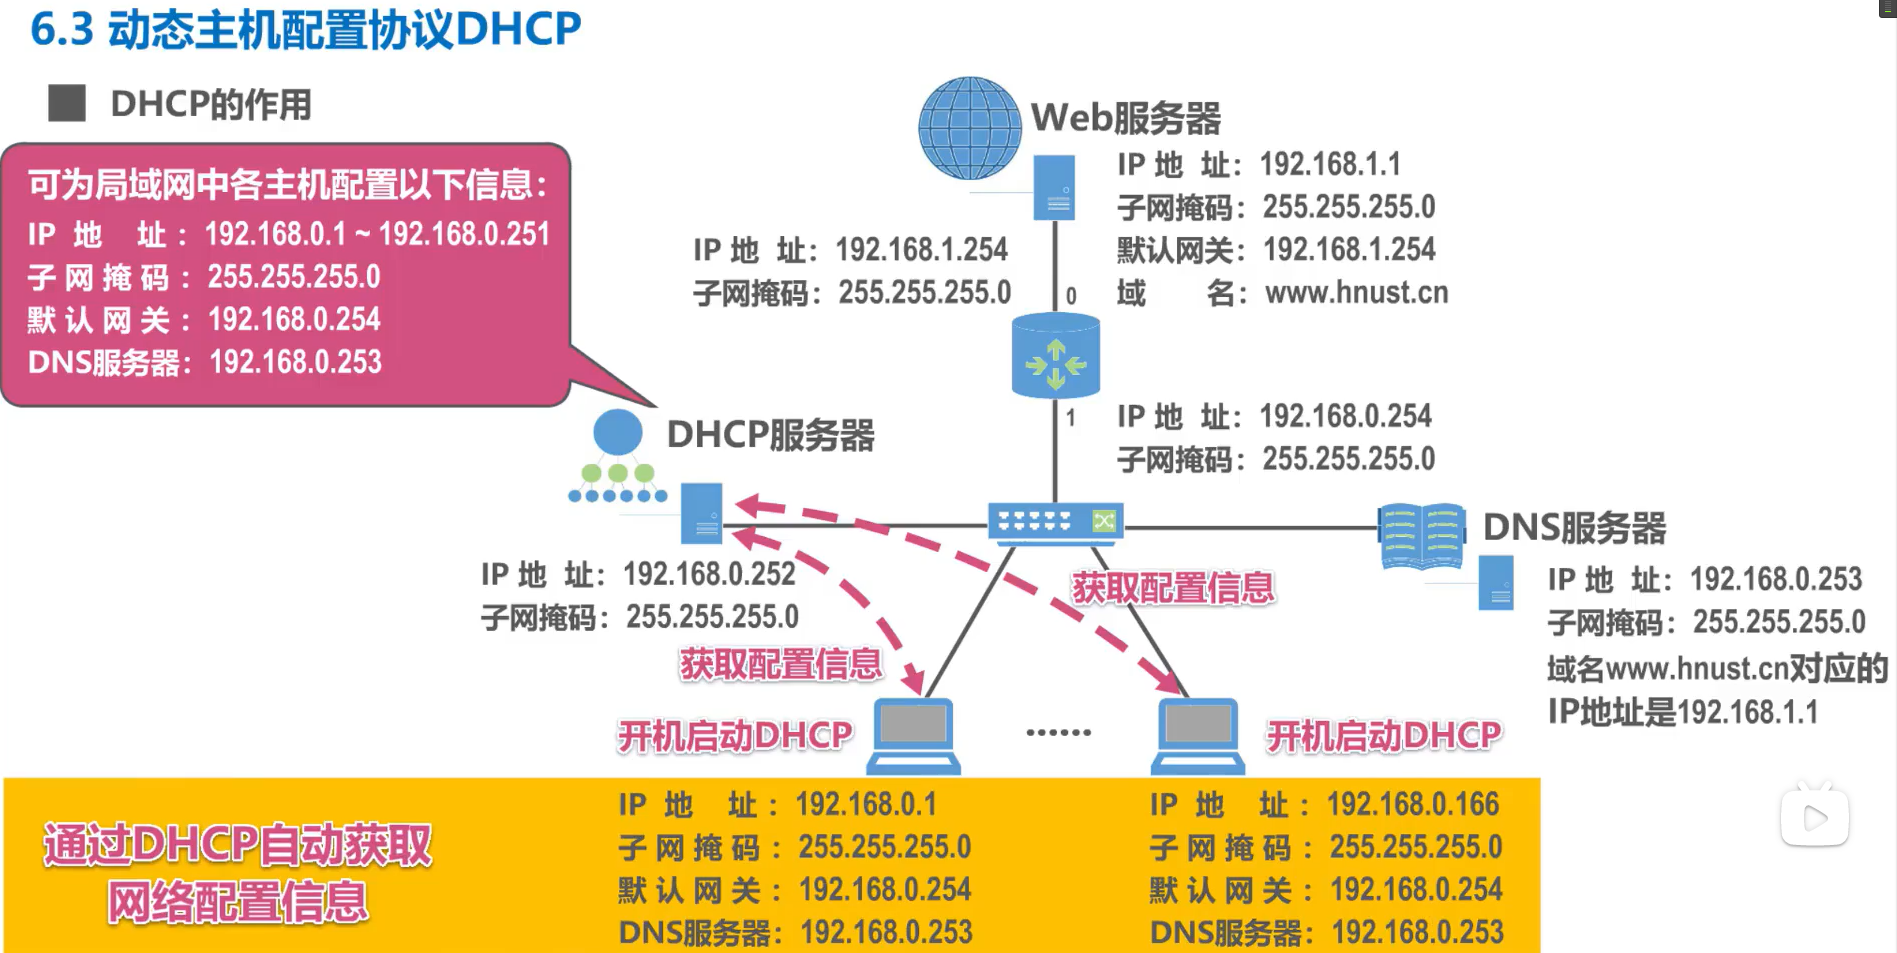 6.3 动态主机配置协议DHCP
DHCP的作用
可为局域网中各主机配置以下信息：
IP 地 址：192.168.0.1 ~ 192.168.0.251
子网掩码：255.255.255.0
默认网关：192.168.0.254
DNS服务器：192.168.0.253
Web服务器
IP 地 址：192.168.1.1
子网掩码：255.255.255.0
默认网关：192.168.1.254
域 名：www.hnust.cn
IP 地 址：192.168.1.254
子网掩码：255.255.255.0
0
1
IP 地 址：192.168.0.254
子网掩码：255.255.255.0
DHCP服务器
IP 地 址：192.168.0.252
子网掩码：255.255.255.0
DNS服务器
IP 地 址：192.168.0.253
子网掩码：255.255.255.0
域名www.hnust.cn对应的
IP地址是192.168.1.1
获取配置信息
获取配置信息
开机启动DHCP
······
开机启动DHCP
通过DHCP自动获取
网络配置信息
IP 地 址：192.168.0.1
子网掩码：255.255.255.0
默认网关：192.168.0.254
DNS服务器：192.168.0.253
IP 地 址：192.168.0.166
子网掩码：255.255.255.0
默认网关：192.168.0.254
DNS服务器：192.168.0.253